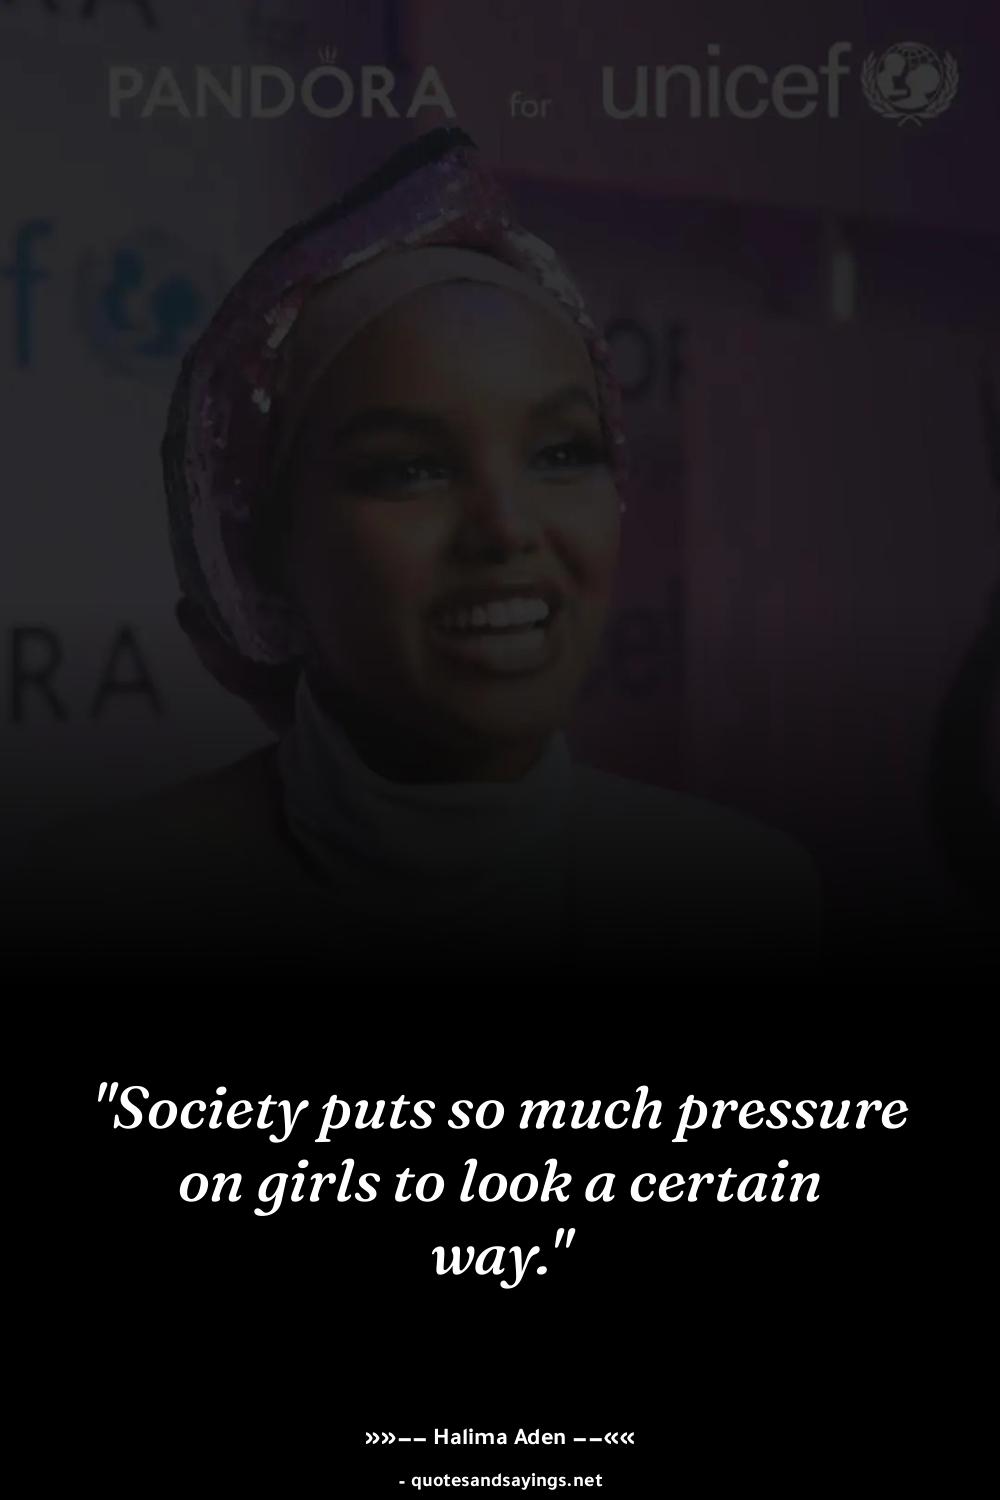 PANDORA for unicef
"Society puts so much pressure
on girls to look a certain
way."
»»−− Halima Aden −−««
- quotesandsayings.net